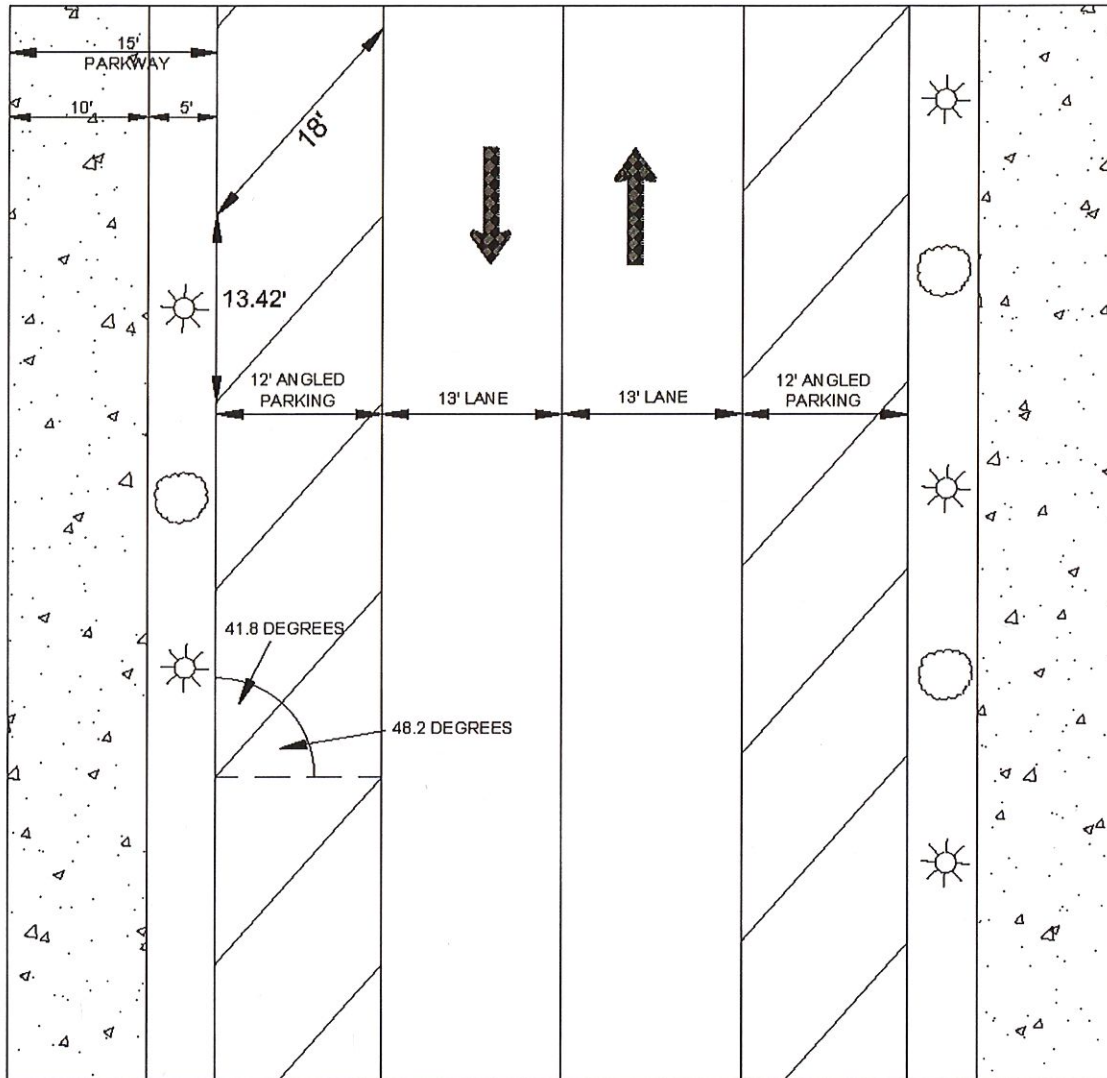 15'
PARKWAY
10'
5'
18'
13.42'
12' ANGLED
PARKING
13' LANE
13' LANE
12' ANGLED
PARKING
41.8 DEGREES
48.2 DEGREES